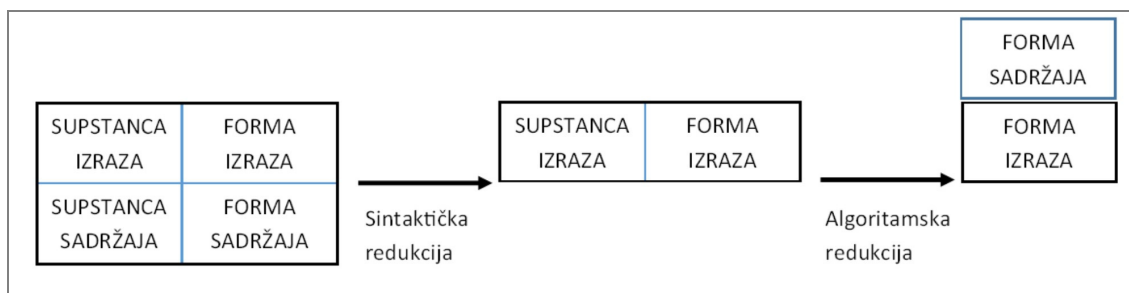 SUPSTANCA
IZRAZA
FORMA
IZRAZA
SUPSTANCA
SADRŽAJA
FORMA
SADRŽAJA
Sintaktička
redukcija
SUPSTANCA
IZRAZA
FORMA
IZRAZA
Algoritamska
redukcija
FORMA
SADRŽAJA
FORMA
IZRAZA